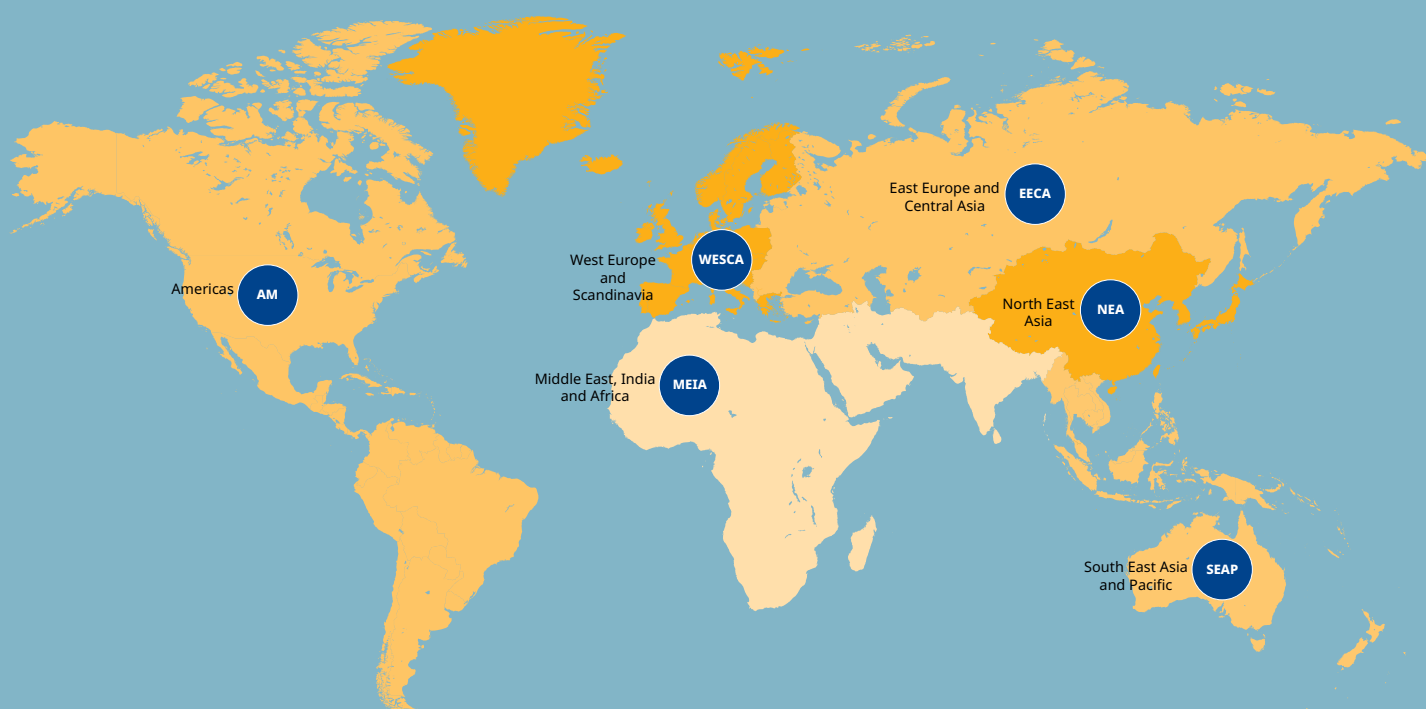 East Europe and
Central Asia
EECA
West Europe
and
Scandinavia
WESCA
Americas
AM
North East
Asia
NEA
Middle East, India
and Africa
MEIA
South East Asia
and Pacific
SEAP